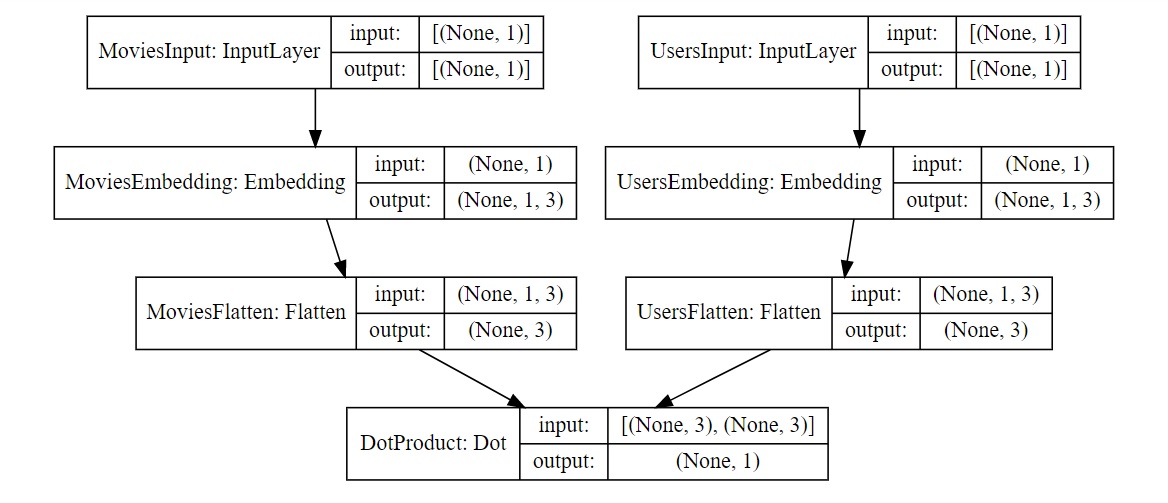 MoviesInput: InputLayer
input:
[(None, 1)]
output:
[(None, 1)]
UsersInput: InputLayer
input:
[(None, 1)]
output:
[(None, 1)]
MoviesEmbedding: Embedding
input:
(None, 1)
output:
(None, 1, 3)
UsersEmbedding: Embedding
input:
(None, 1)
output:
(None, 1, 3)
MoviesFlatten: Flatten
input:
(None, 1, 3)
output:
(None, 3)
UsersFlatten: Flatten
input:
(None, 1, 3)
output:
(None, 3)
DotProduct: Dot
input:
[(None, 3), (None, 3)]
output:
(None, 1)